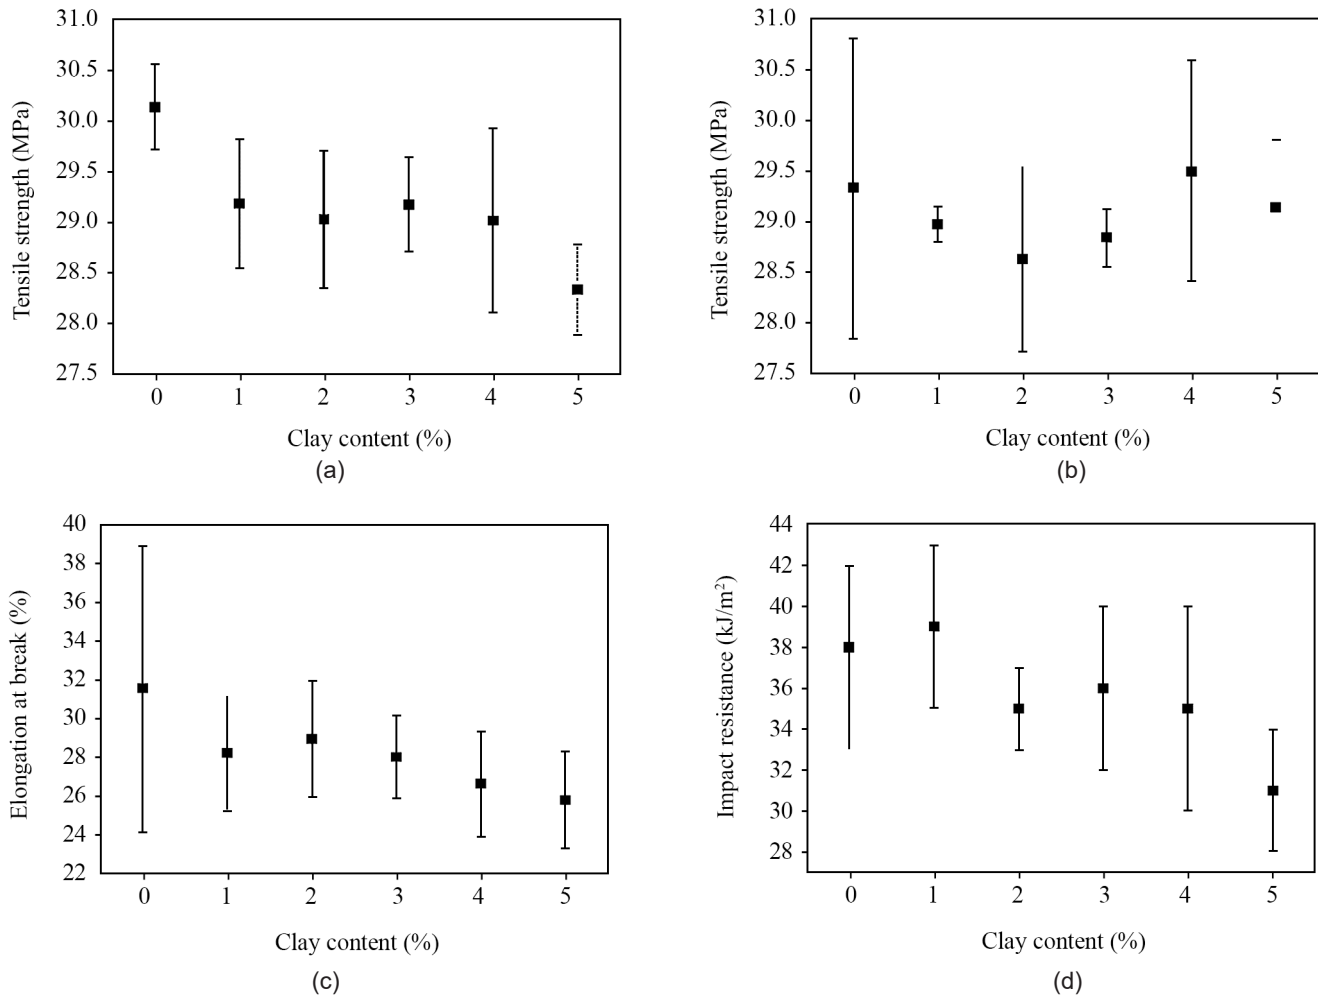 31.0
30.5
30.0
29.5
29.0
28.5
28.0
27.5
Tensile strength (MPa)
0 1 2 3 4 5
Clay content (%)
(a)
31.0
30.5
30.0
29.5
29.0
28.5
28.0
27.5
Tensile strength (MPa)
0 1 2 3 4 5
Clay content (%)
(b)
40
38
36
34
32
30
28
26
24
22
Elongation at break (%)
0 1 2 3 4 5
Clay content (%)
(c)
44
42
40
38
36
34
32
30
28
Impact resistance (kJ/m²)
0 1 2 3 4 5
Clay content (%)
(d)